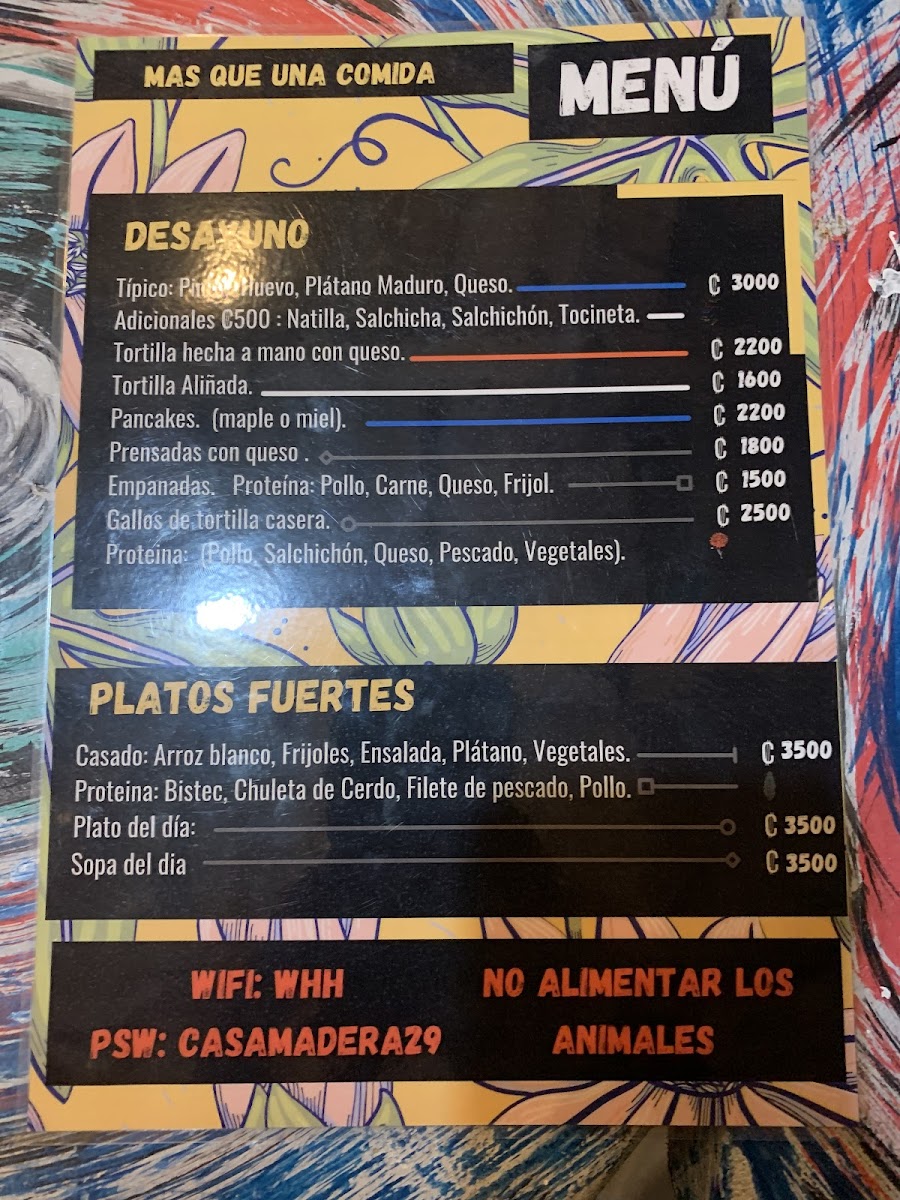 MAS QUE UNA COMIDA
MENÚ
DESAYUNO
Típico: Huevo, Plátano Maduro, Queso. ₡ 3000
Adicionales ₡500 : Natilla, Salchicha, Salchichón, Tocineta.
Tortilla hecha a mano con queso. ₡ 2200
Tortilla Aliñada. ₡ 1600
Pancakes. (maple o miel). ₡ 2200
Prensadas con queso . ₡ 1800
Empanadas. Proteína: Pollo, Carne, Queso, Frijol. ₡ 1500
Gallos de tortilla casera. ₡ 2500
Proteina: (Pollo, Salchichón, Queso, Pescado, Vegetales).
PLATOS FUERTES
Casado: Arroz blanco, Frijoles, Ensalada, Plátano, Vegetales. ₡ 3500
Proteina: Bistec, Chuleta de Cerdo, Filete de pescado, Pollo.
Plato del día: ₡ 3500
Sopa del dia ₡ 3500
WIFI: WHH
PSW: CASAMADERA29
NO ALIMENTAR LOS
ANIMALES